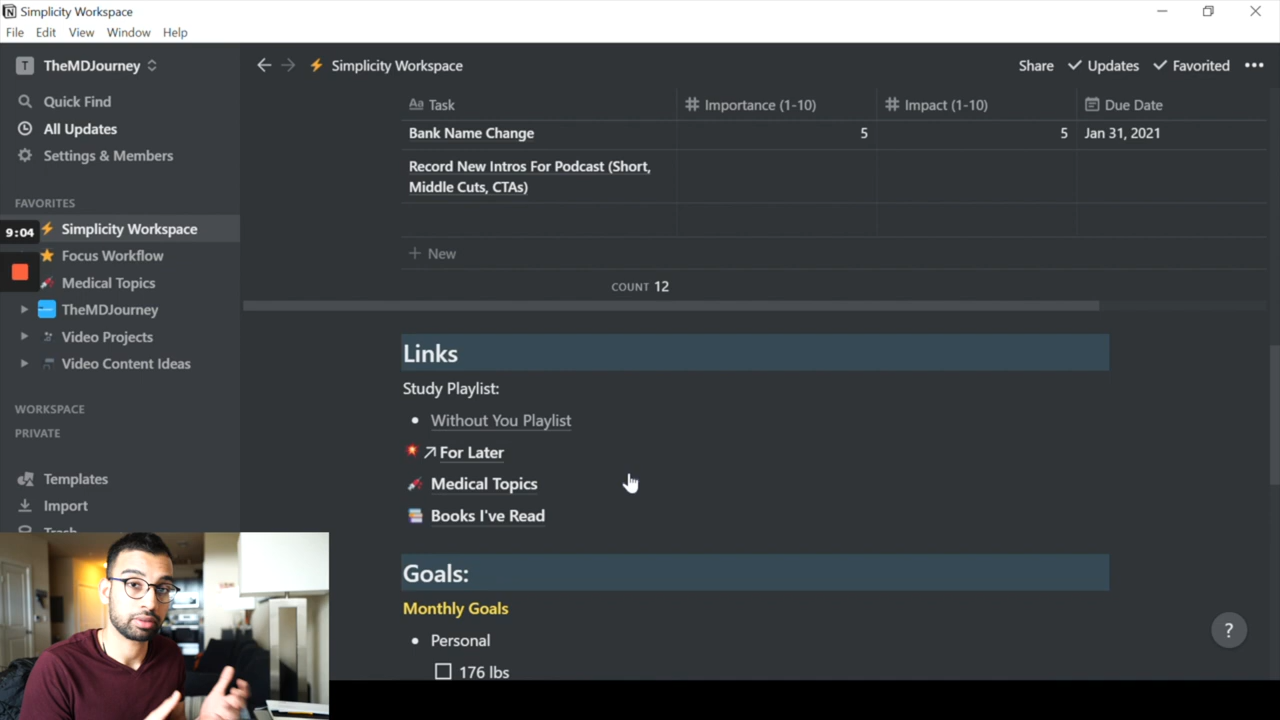 Simplicity Workspace
File Edit View Window Help
T TheMDJourney
Simplicity Workspace
Share Updates Favorited
Quick Find
All Updates
Settings & Members
FAVORITES
9:04
Simplicity Workspace
Focus Workflow
Medical Topics
TheMDJourney
Video Projects
Video Content Ideas
WORKSPACE
PRIVATE
Templates
Import
Trash
Aa Task # Importance (1-10) # Impact (1-10) Due Date
Bank Name Change 5 5 Jan 31, 2021
Record New Intros For Podcast (Short,
Middle Cuts, CTAs)
+ New
COUNT 12
Links
Study Playlist:
• Without You Playlist
For Later
Medical Topics
Books I've Read
Goals:
Monthly Goals
• Personal
176 lbs
?